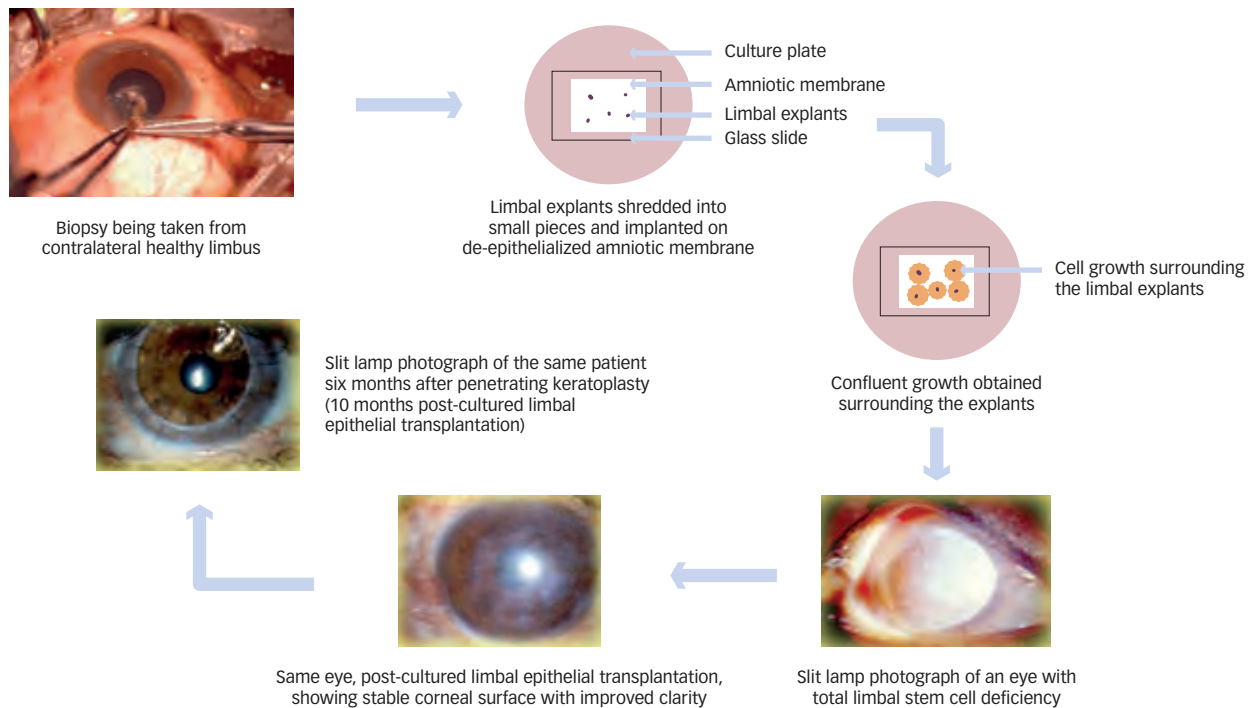 Culture plate
Amniotic membrane
Limbal explants
Glass slide
Biopsy being taken from
contralateral healthy limbus
Limbal explants shredded into
small pieces and implanted on
de-epithelialized amniotic membrane
Cell growth surrounding
the limbal explants
Confluent growth obtained
surrounding the explants
Slit lamp photograph of the same patient
six months after penetrating keratoplasty
(10 months post-cultured limbal
epithelial transplantation)
Same eye, post-cultured limbal epithelial transplantation,
showing stable corneal surface with improved clarity
Slit lamp photograph of an eye with
total limbal stem cell deficiency